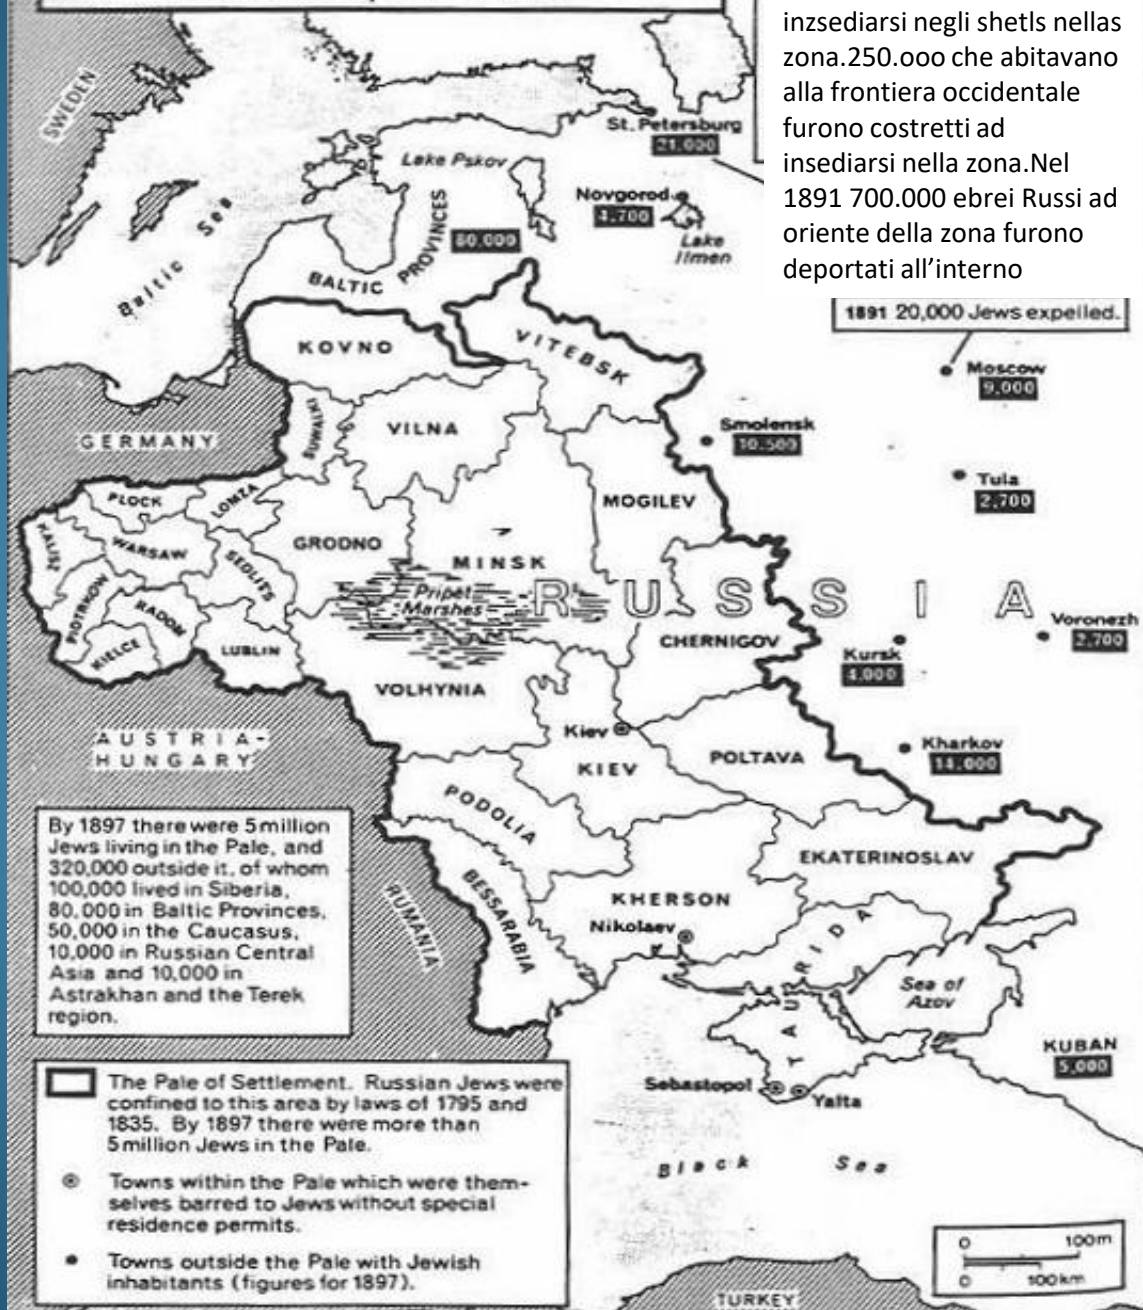 inzsediarsi negli shetls nellas
zona.250.ooo che abitavano
alla frontiera occidentale
furono costretti ad
insediarsi nella zona.Nel
1891 700.000 ebrei Russi ad
oriente della zona furono
deportati all’interno
SWEDEN
St. Petersburg
21.000
Lake Pskov
Novgorod
Lake
Ilmen
80.000
BALTIC PROVINCES
Baltic Sea
1891 20,000 Jews expelled.
KOVNO
VITEBSK
Moscow
9,000
Smolensk
10.500
SUWALKI
VILNA
GERMANY
Tula
2,700
PLOCK
LOMZA
MOGILEV
KALISZ
WARSAW
SEDLITS
GRODNO
MINSK
Pripet
Marshes
RUSSIA
PIOTRKOW
RADOM
KIELCE
LUBLIN
CHERNIGOV
Voronezh
2,700
Kursk
4.000
VOLHYNIA
Kiev
AUSTRIA-
HUNGARY
KIEV
POLTAVA
Kharkov
14.000
PODOLIA
By 1897 there were 5 million
Jews living in the Pale, and
320,000 outside it, of whom
100,000 lived in Siberia,
80,000 in Baltic Provinces,
50,000 in the Caucasus,
10,000 in Russian Central
Asia and 10,000 in
Astrakhan and the Terek
region.
RUMANIA
BESSARABIA
EKATERINOSLAV
KHERSON
Nikolaev
TAURIDA
Sea of
Azov
KUBAN
5,000
Sebastopol
Yalta
Black Sea
The Pale of Settlement. Russian Jews were
confined to this area by laws of 1795 and
1835. By 1897 there were more than
5 million Jews in the Pale.
Towns within the Pale which were them-
selves barred to Jews without special
residence permits.
Towns outside the Pale with Jewish
inhabitants (figures for 1897).
0 100m
0 100km
TURKEY